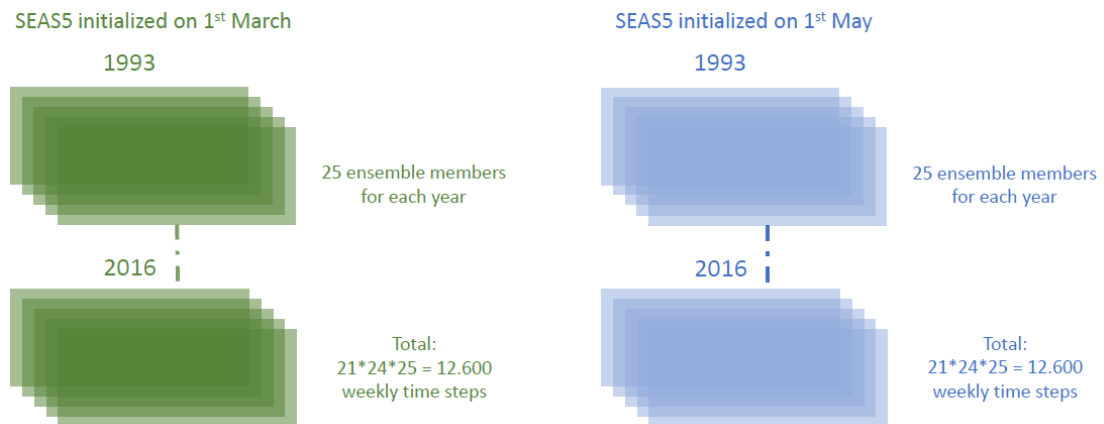 SEAS5 initialized on 1st March
1993
25 ensemble members
for each year
2016
Total:
21*24*25 = 12.600
weekly time steps
SEAS5 initialized on 1st May
1993
25 ensemble members
for each year
2016
Total:
21*24*25 = 12.600
weekly time steps